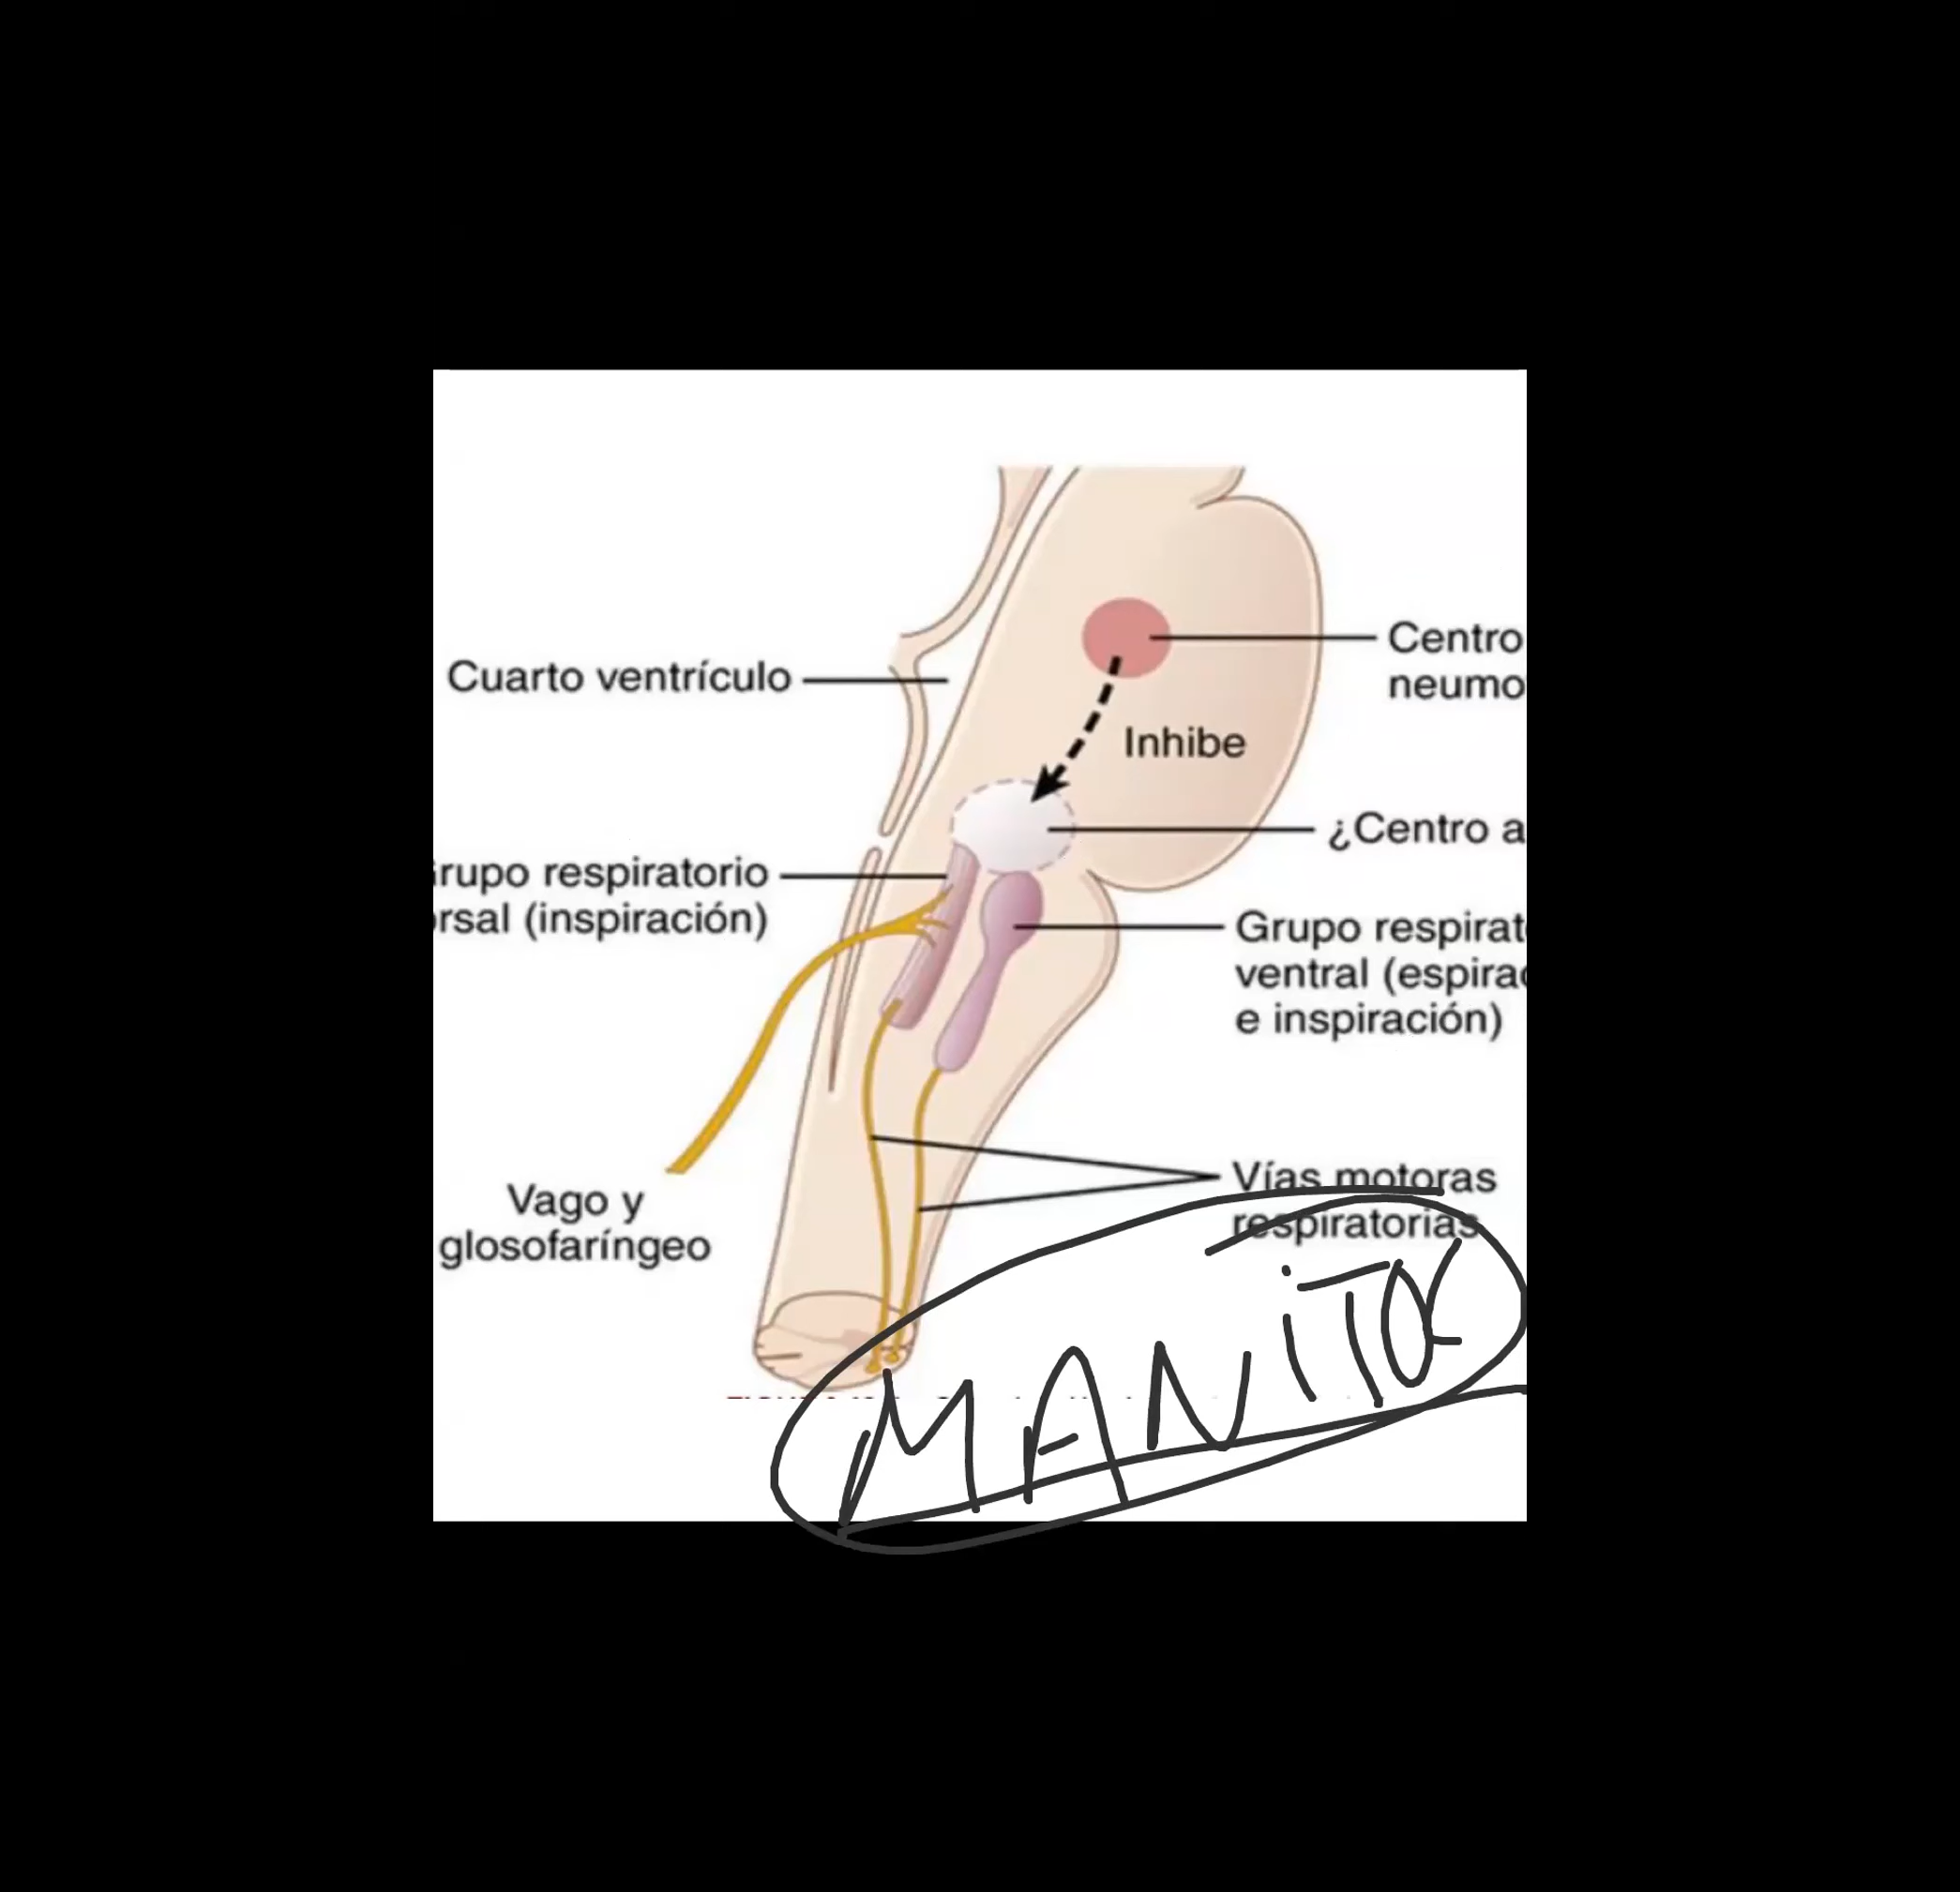 Centro
neumo
Cuarto ventrículo
Inhibe
¿Centro a
rupo respiratorio
orsal (inspiración)
Grupo respirat
ventral (espirac
e inspiración)
Vías motoras
respiratorias
Vago y
glosofaríngeo
MANiTa